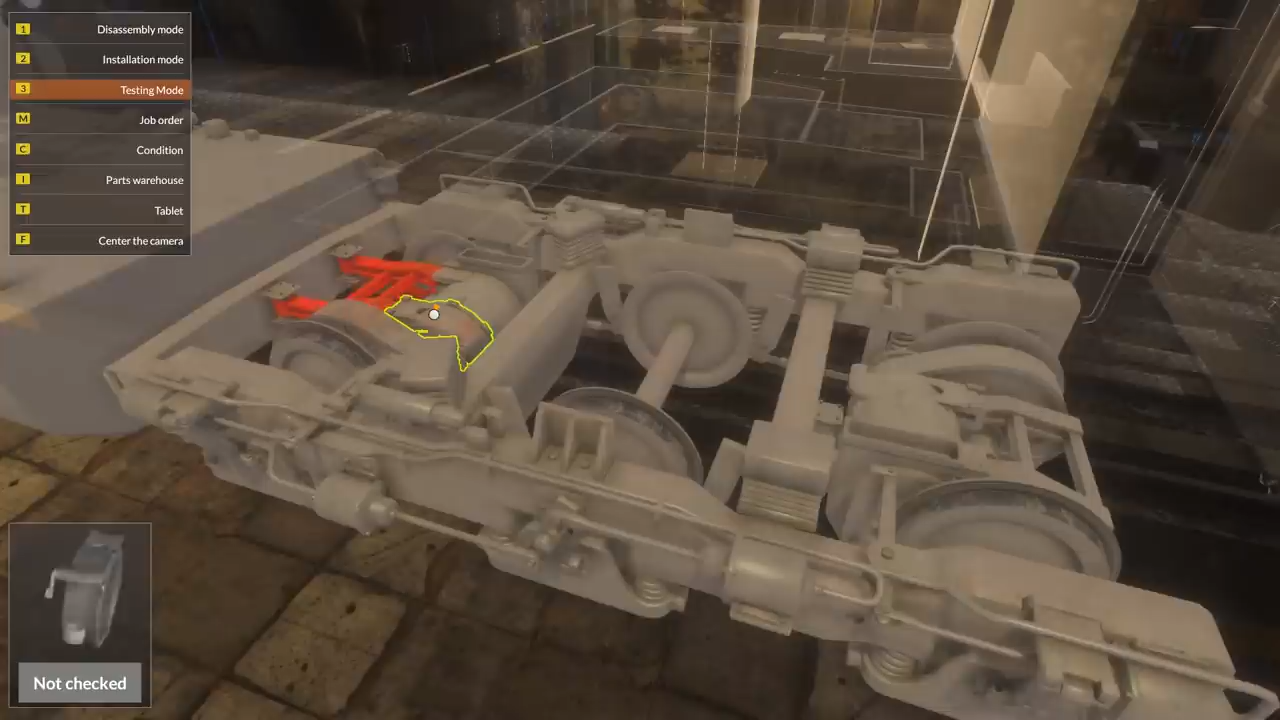 1 Disassembly mode
2 Installation mode
3 Testing Mode
M Job order
C Condition
I Parts warehouse
T Tablet
F Center the camera
Not checked